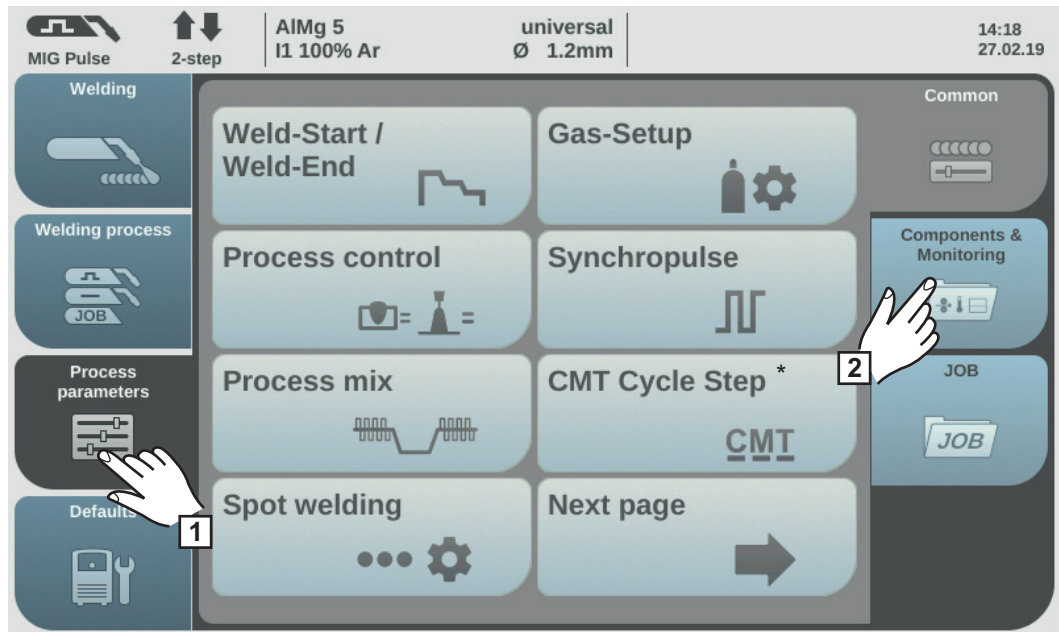 MIG Pulse
2-step
AlMg 5
I1 100% Ar
universal
Ø 1.2mm
14:18
27.02.19
Welding
Welding process
JOB
Process
parameters
Defaults
1
Weld-Start /
Weld-End
Gas-Setup
Process control
= =
Synchropulse
Process mix
CMT Cycle Step *
CMT
Spot welding
Next page
Common
Components &
Monitoring
2
JOB
JOB